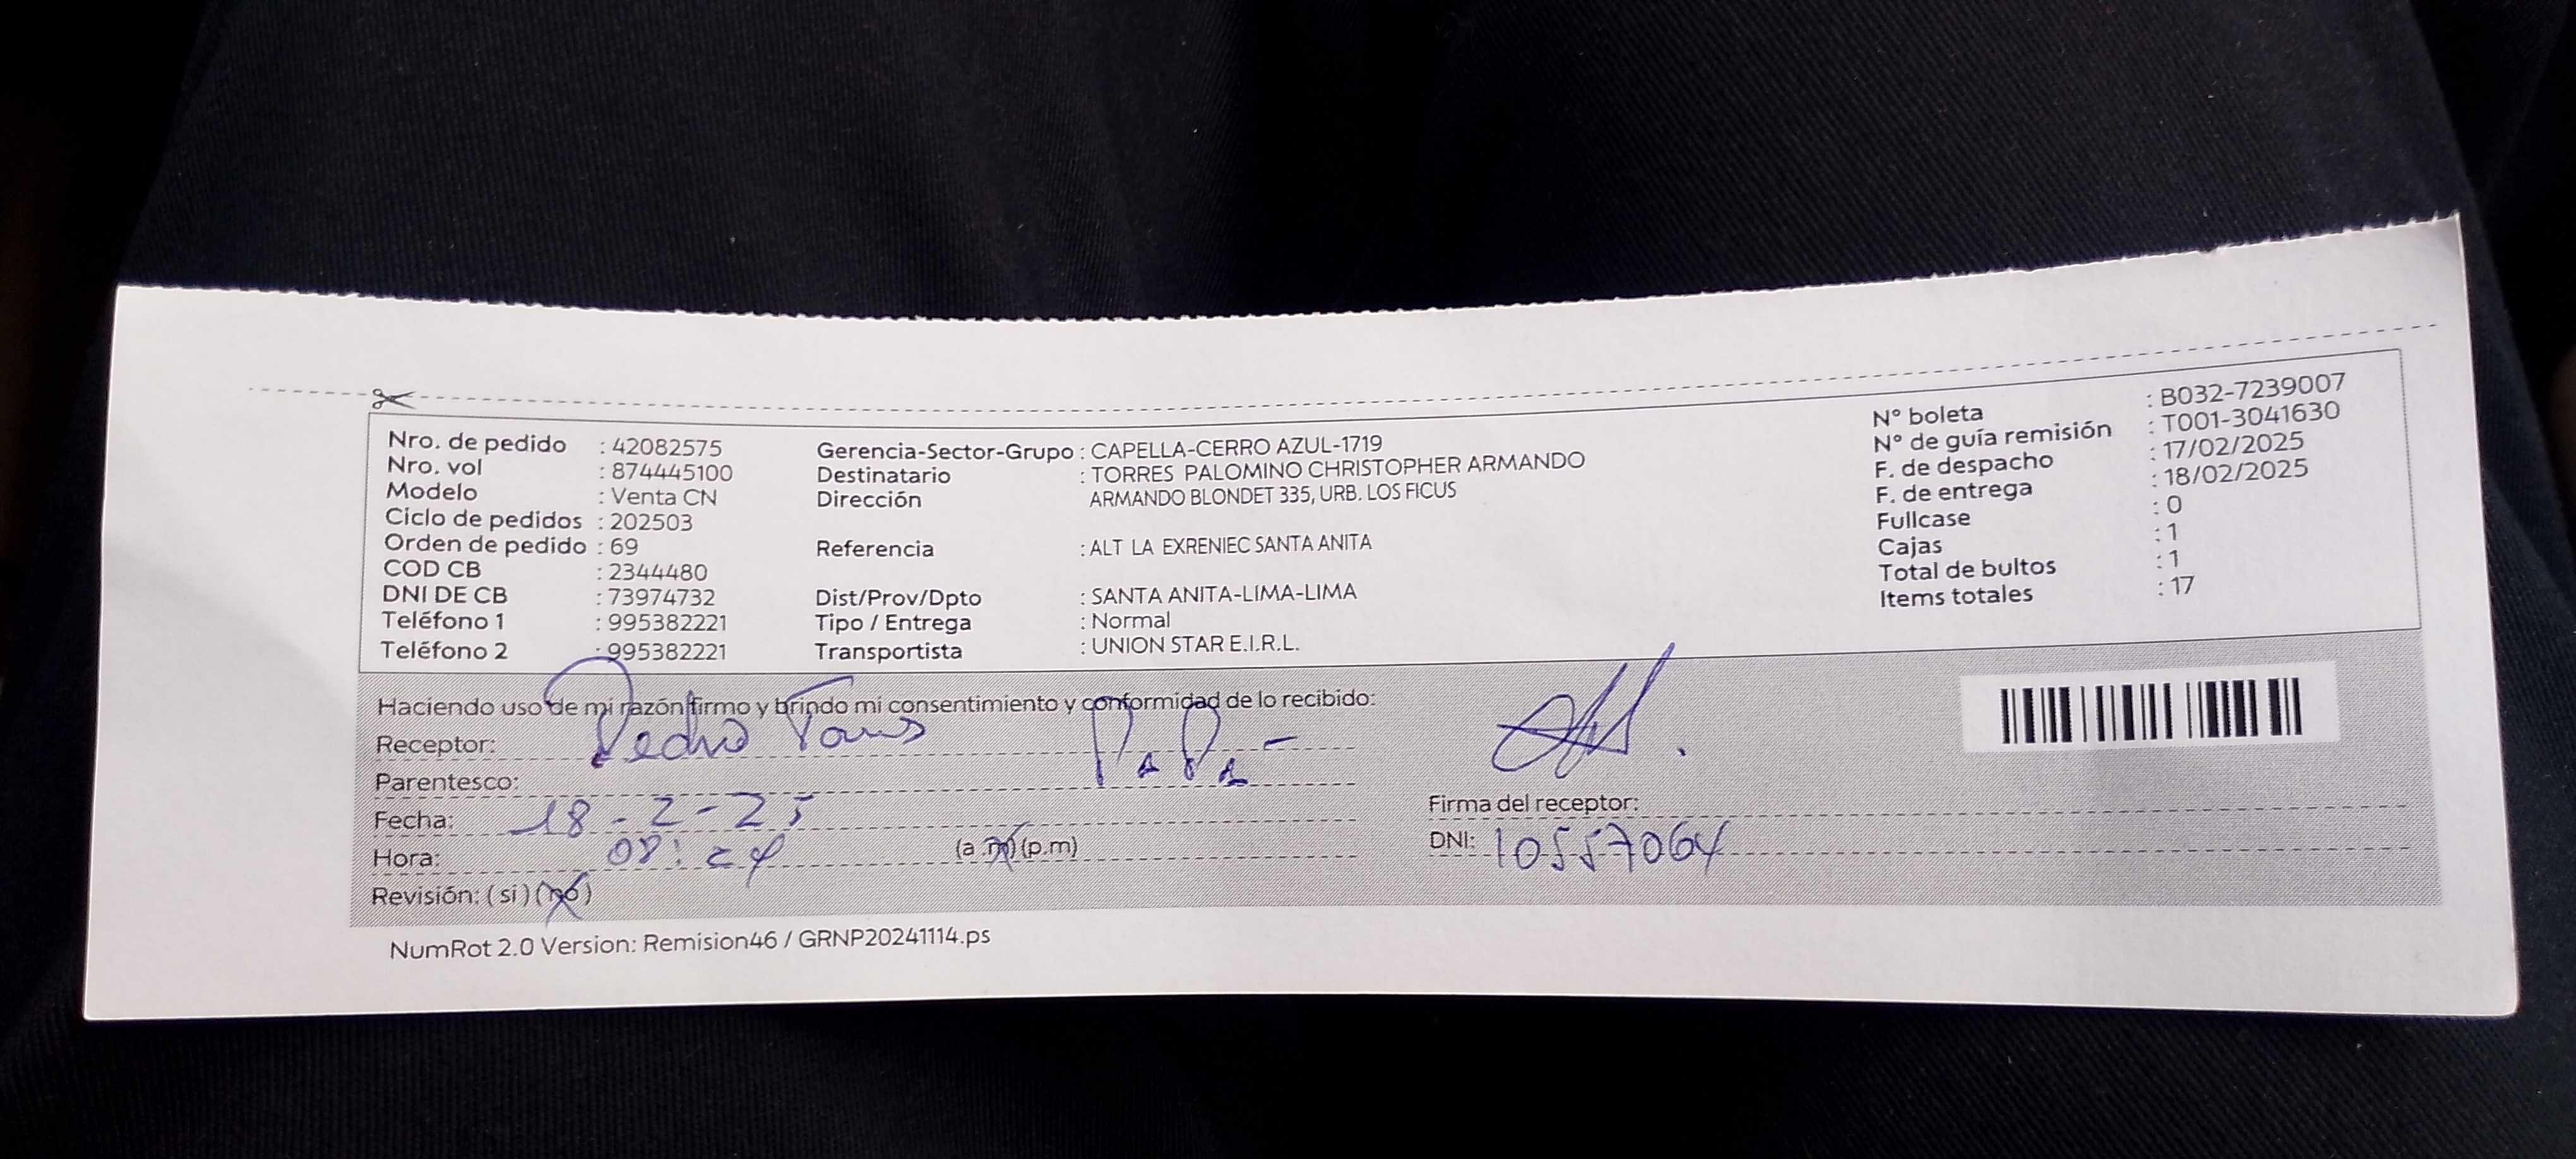 Nro. de pedido : 42082575
Nro. vol : 874445100
Modelo : Venta CN
Ciclo de pedidos : 202503
Orden de pedido : 69
COD CB : 2344480
DNI DE CB : 73974732
Teléfono 1 : 995382221
Teléfono 2 : 995382221
Gerencia-Sector-Grupo : CAPELLA-CERRO AZUL-1719
Destinatario : TORRES PALOMINO CHRISTOPHER ARMANDO
Dirección ARMANDO BLONDET 335, URB. LOS FICUS
Referencia : ALT LA EXRENIEC SANTA ANITA
Dist/Prov/Dpto : SANTA ANITA-LIMA-LIMA
Tipo / Entrega : Normal
Transportista : UNION STAR E.I.R.L.
N° boleta : B032-7239007
N° de guía remisión : T001-3041630
F. de despacho : 17/02/2025
F. de entrega : 18/02/2025
Fullcase : 0
Cajas : 1
Total de bultos : 1
Items totales : 17
Haciendo uso de mi razón firmo y brindo mi consentimiento y conformidad de lo recibido:
Receptor: Pedro PaPa -
Parentesco:
Fecha: 18-2-25
Hora: (a.m)(p.m)
Revisión: (si)(no)
Firma del receptor:
DNI: 10557064
NumRot 2.0 Version: Remision46 / GRNP20241114.ps